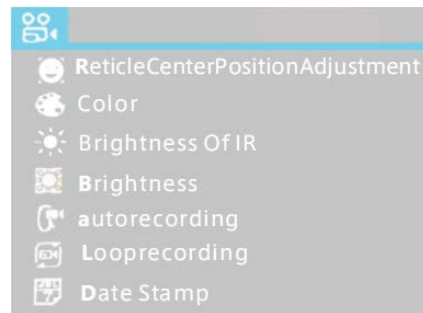 ReticleCenterPositionAdjustment
Color
Brightness Of IR
Brightness
autorecording
Looprecording
Date Stamp